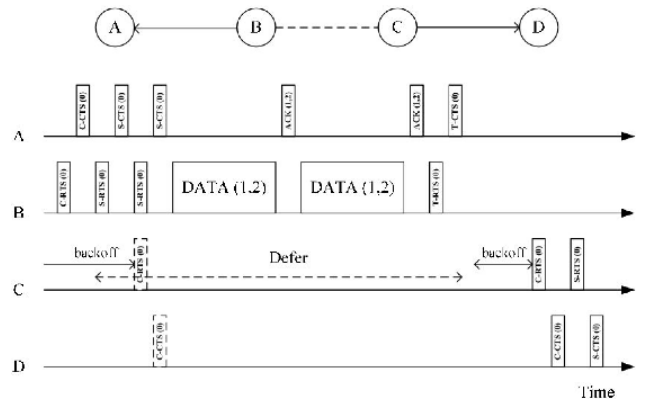 A B C D
C-CTS (0) S-CTS (0) S-CTS (0) ACK (1,2) ACK (1,2) T-CTS (0)
A
C-RTS (0) S-RTS (0) S-RTS (0) DATA (1,2) DATA (1,2) T-RTS (0)
B
backoff C-RTS (0) Defer backoff C-RTS (0) S-RTS (0)
C
C-CTS (0) C-CTS (0) S-CTS (0)
D
Time